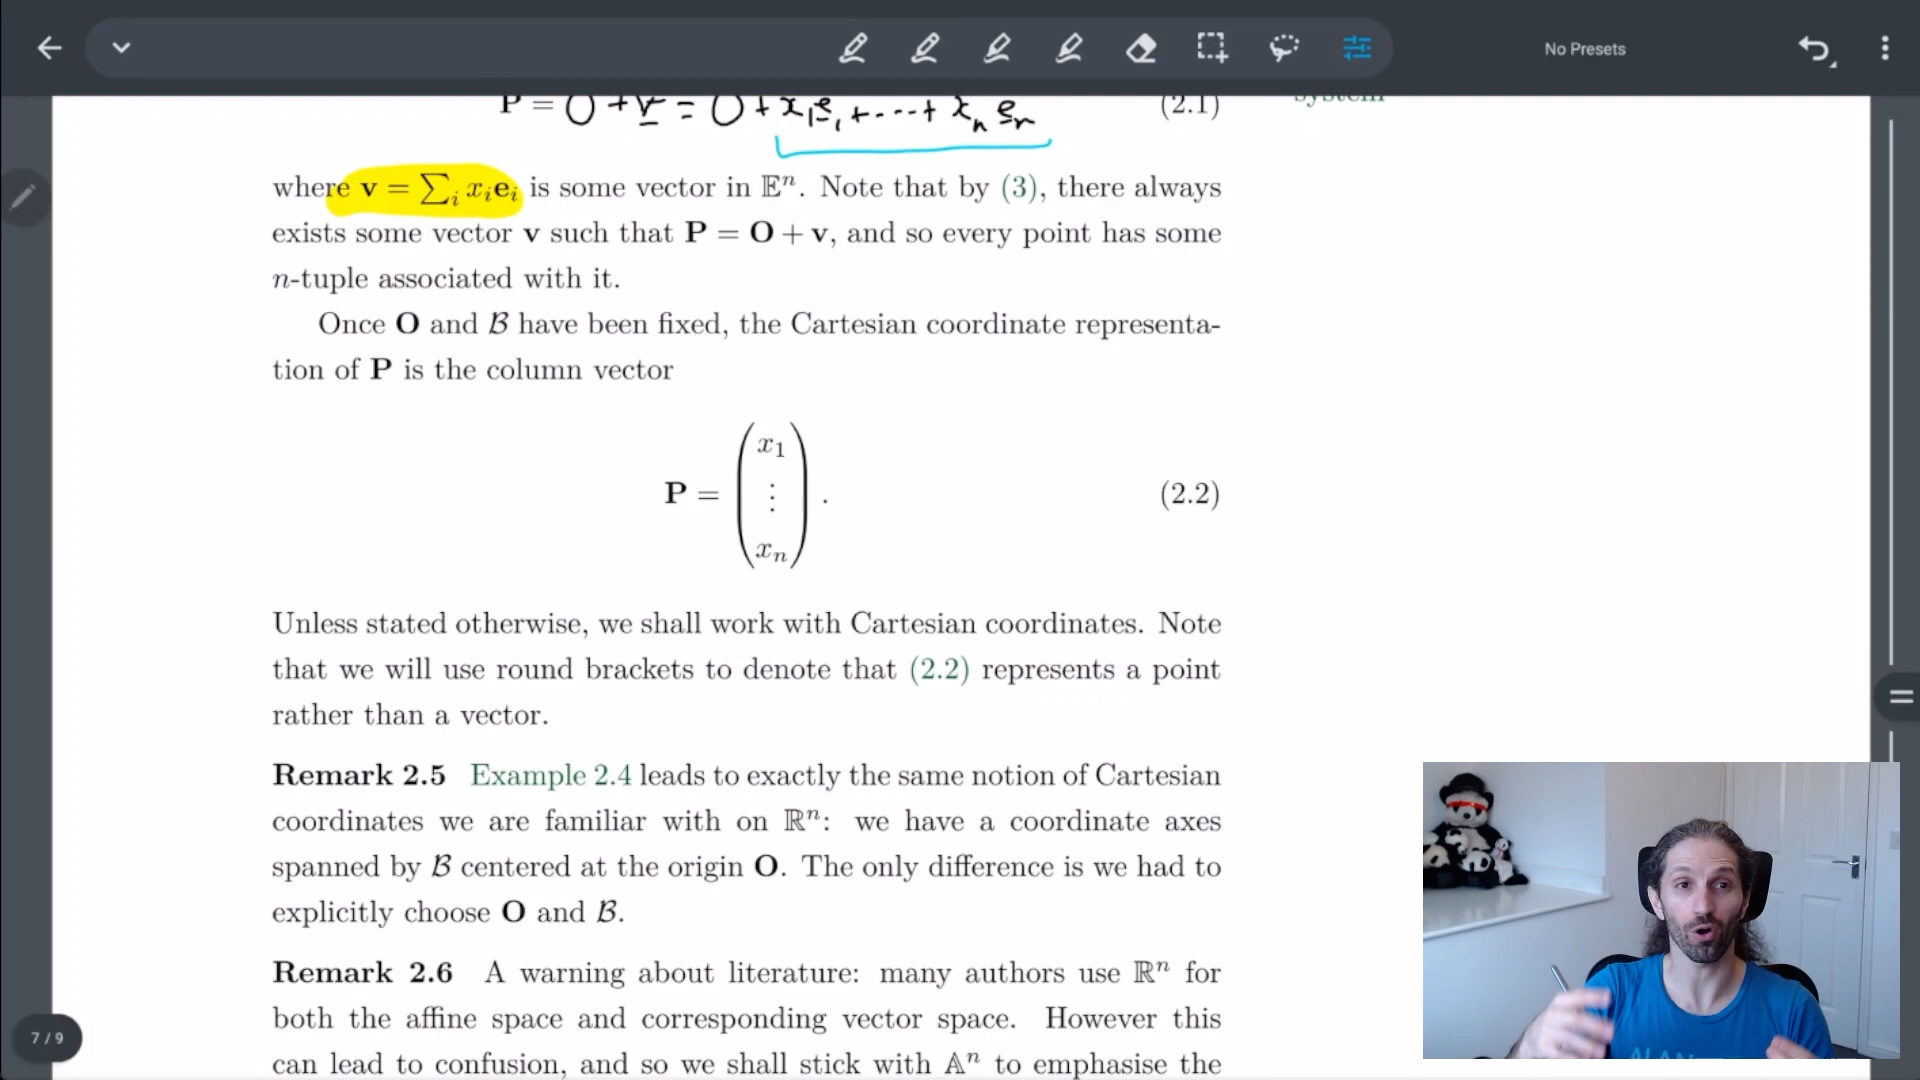 No Presets
P = O + v = O + x₁e₁ + ---- + xₙ eₙ (2.1) system
where v = ∑ᵢ xᵢeᵢ is some vector in 𝔼ⁿ. Note that by (3), there always
exists some vector v such that P = O + v, and so every point has some
n-tuple associated with it.
Once O and ℬ have been fixed, the Cartesian coordinate representa-
tion of P is the column vector
x₁
P = ( ⋮ ) . (2.2)
xₙ
Unless stated otherwise, we shall work with Cartesian coordinates. Note
that we will use round brackets to denote that (2.2) represents a point
rather than a vector.
Remark 2.5 Example 2.4 leads to exactly the same notion of Cartesian
coordinates we are familiar with on ℝⁿ: we have a coordinate axes
spanned by ℬ centered at the origin O. The only difference is we had to
explicitly choose O and ℬ.
Remark 2.6 A warning about literature: many authors use ℝⁿ for
both the affine space and corresponding vector space. However this
can lead to confusion, and so we shall stick with 𝔸ⁿ to emphasise the
7 / 9